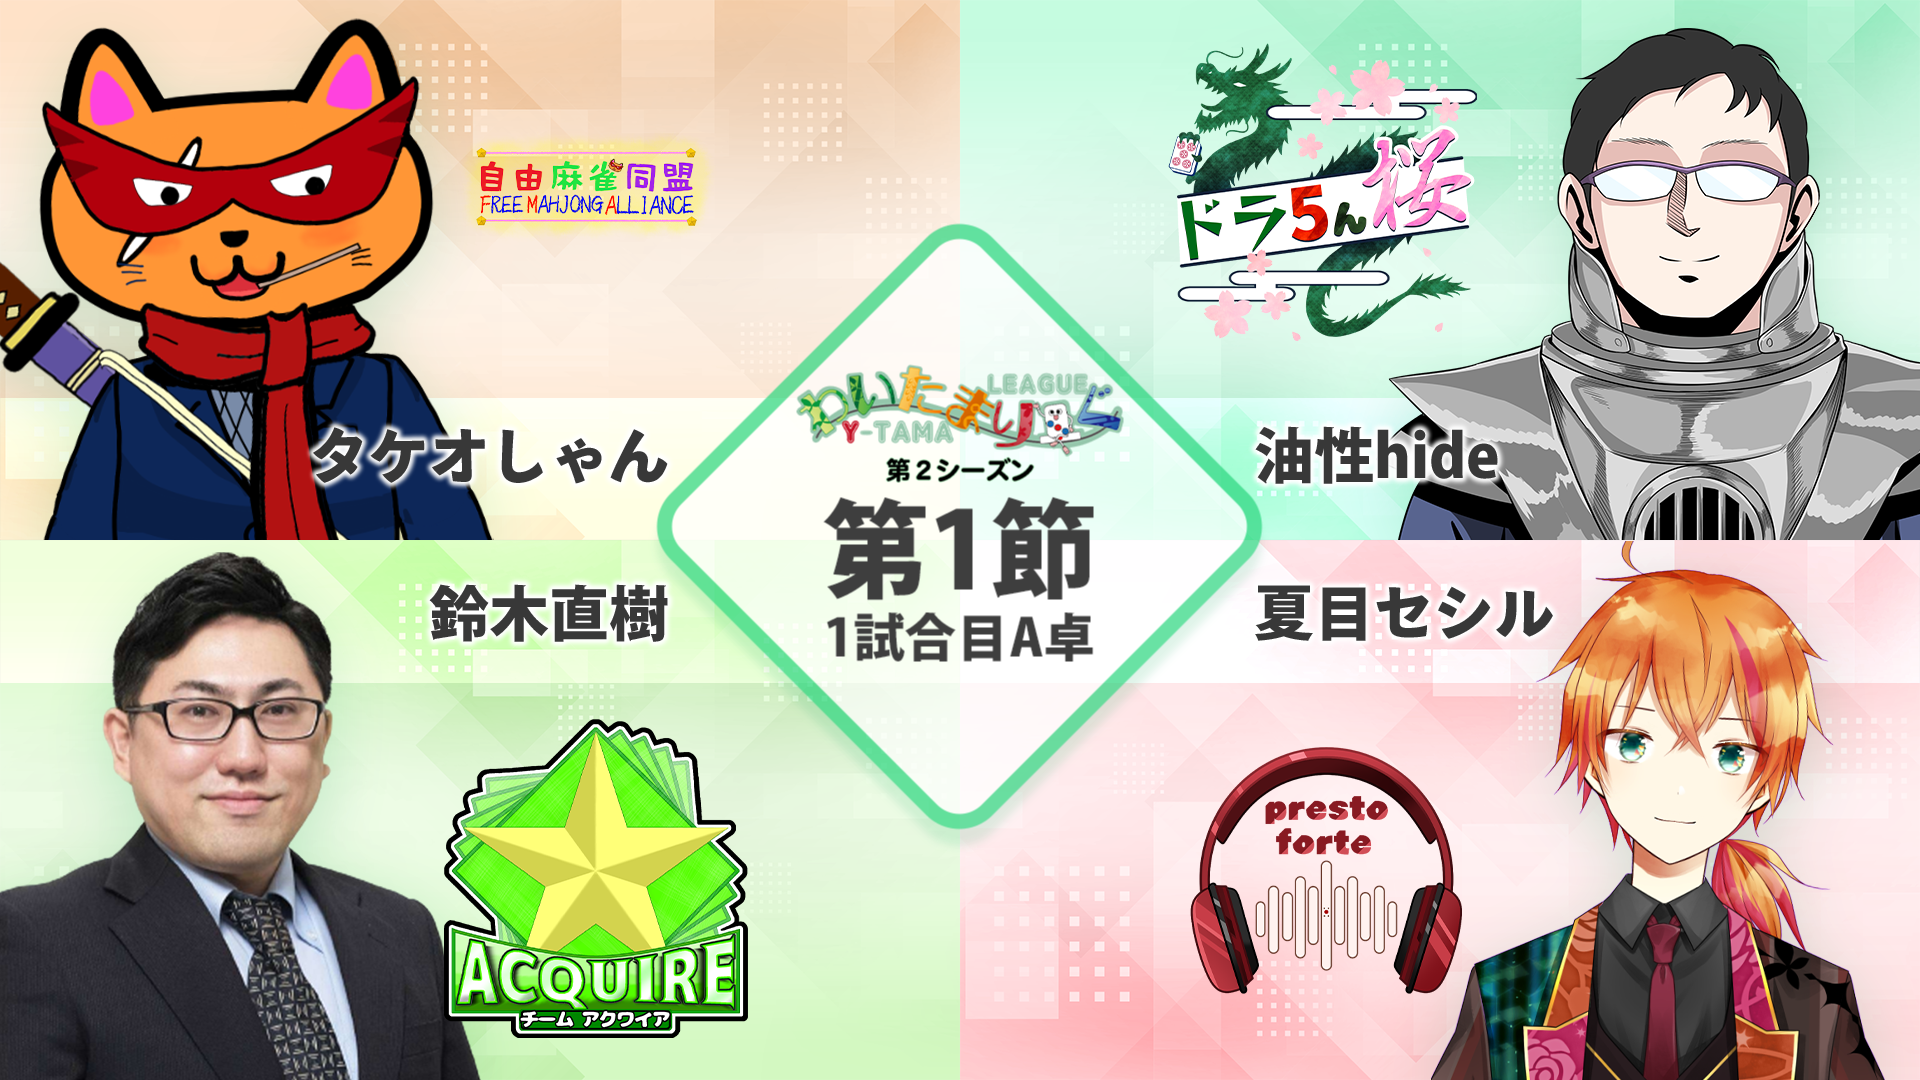 自由麻雀同盟
FREE MAHJONG ALLIANCE
タケオしゃん
ドラ5ん桜
油性hide
わいたまりーぐ
LEAGUE
Y-TAMA
第2シーズン
第1節
1試合目A卓
鈴木直樹
ACQUIRE
チーム アクワイア
夏目セシル
presto
forte